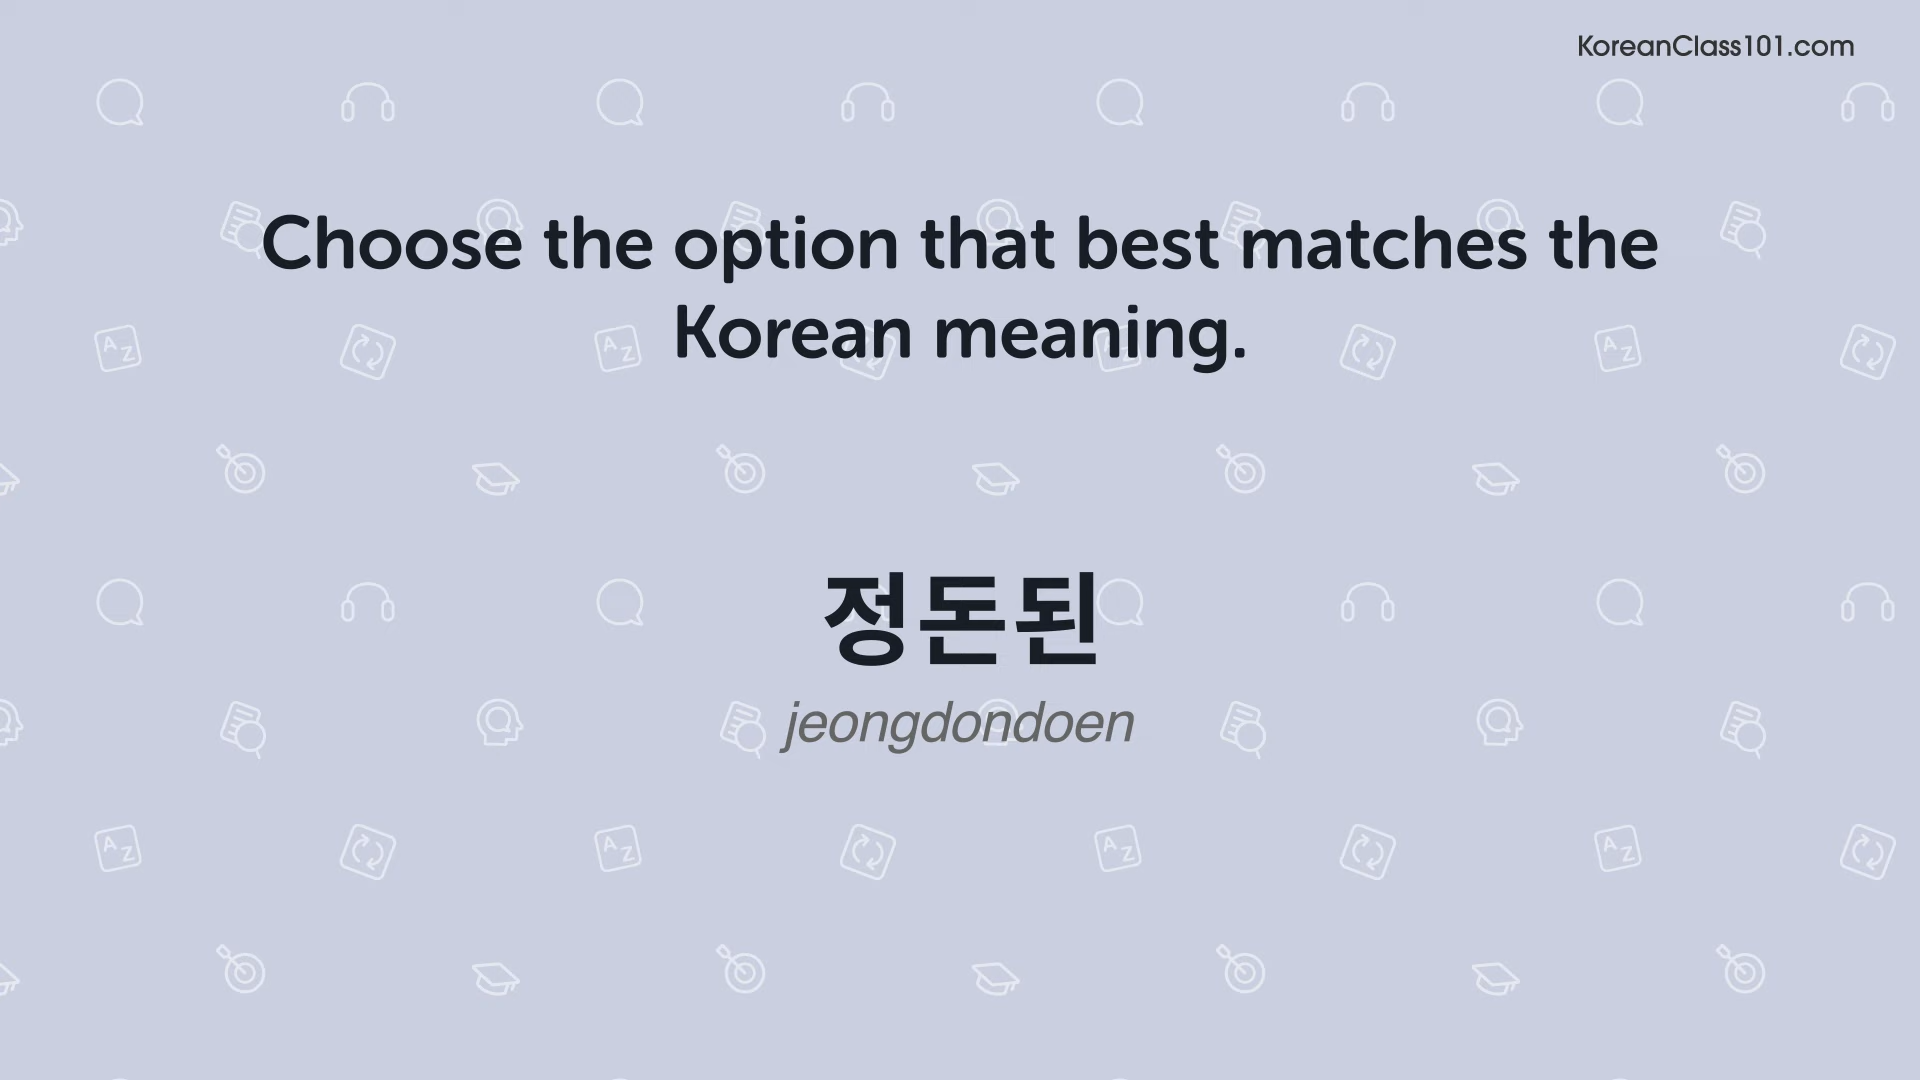 KoreanClass101.com
Choose the option that best matches the
Korean meaning.
정돈된
jeongdondoen